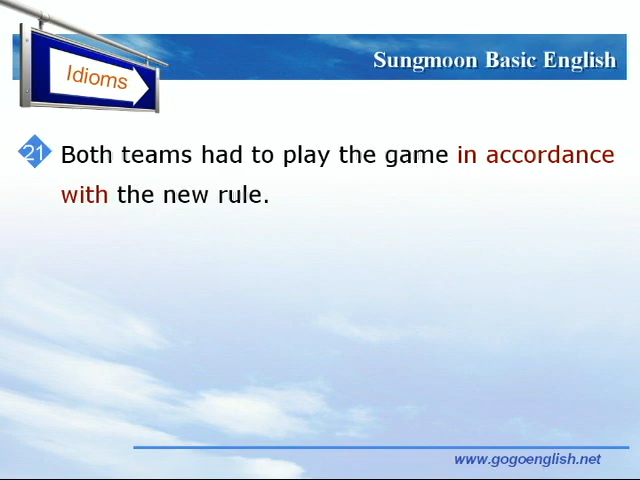 Idioms
Sungmoon Basic English
21 Both teams had to play the game in accordance
with the new rule.
www.gogoenglish.net